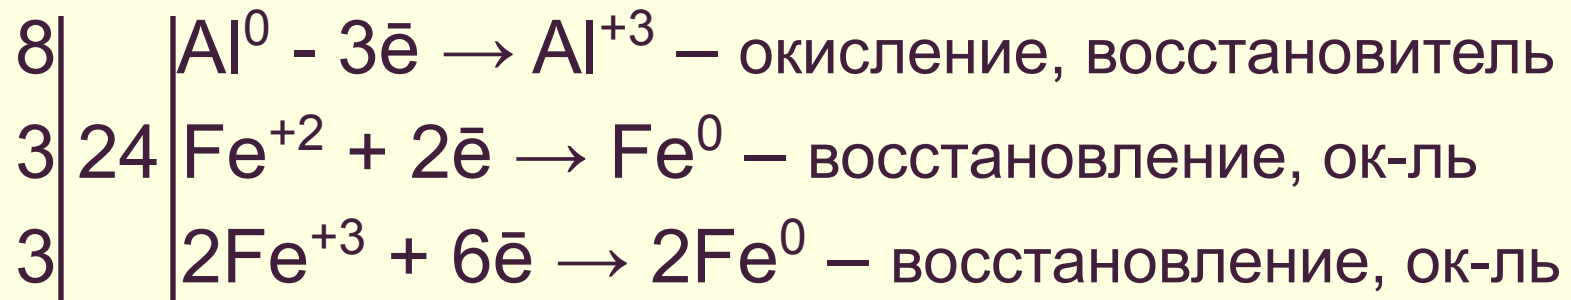 8| |Al⁰ - 3ē → Al⁺³ – окисление, восстановитель
3| 24 |Fe⁺² + 2ē → Fe⁰ – восстановление, ок-ль
3| |2Fe⁺³ + 6ē → 2Fe⁰ – восстановление, ок-ль